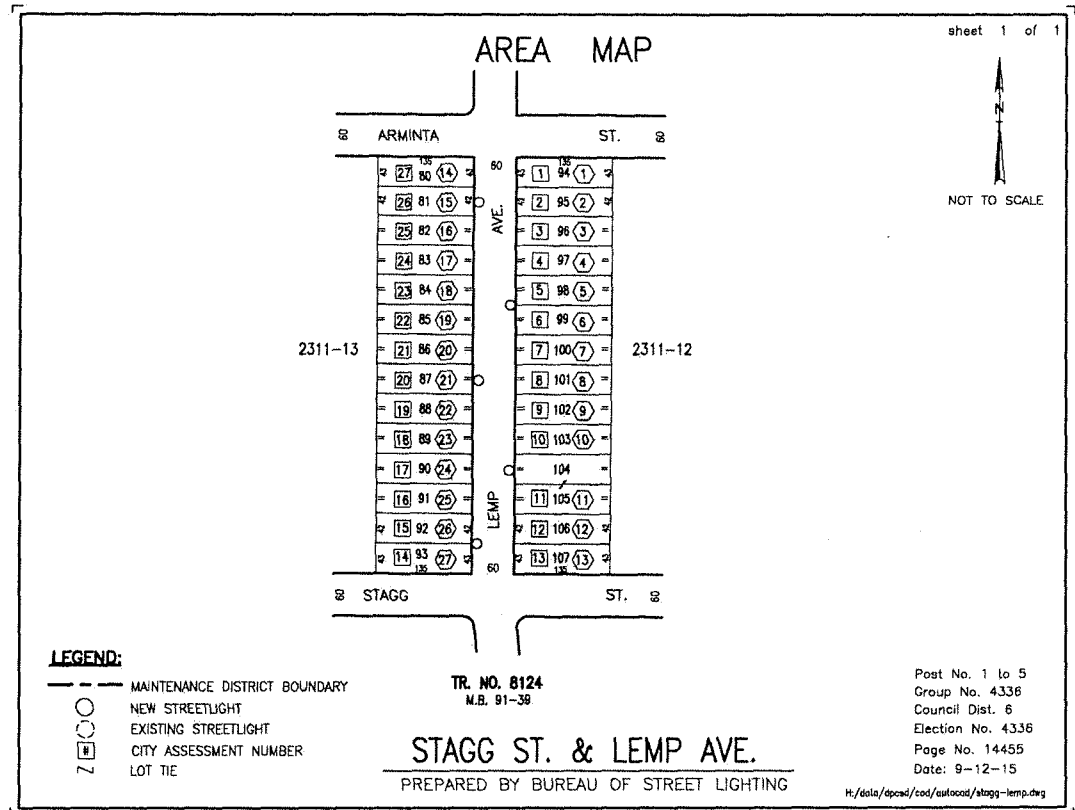 sheet 1 of 1
AREA MAP
N
NOT TO SCALE
60 ARMINTA ST. 60
135 60 135
27 80 14 1 94 1
26 81 15 2 95 2
25 82 16 3 96 3
24 83 17 4 97 4
23 84 18 5 98 5
22 85 19 6 99 6
2311-13 21 86 20 7 100 7 2311-12
20 87 21 8 101 8
19 88 22 9 102 9
18 89 23 10 103 10
17 90 24 104
16 91 25 11 105 11
15 92 26 12 106 12
14 93 27 13 107 13
135 60 135
LEMP AVE.
60 STAGG ST. 60
LEGEND:
MAINTENANCE DISTRICT BOUNDARY
NEW STREETLIGHT
EXISTING STREETLIGHT
# CITY ASSESSMENT NUMBER
Z LOT TIE
TR. NO. 8124
M.B. 91-39
STAGG ST. & LEMP AVE.
PREPARED BY BUREAU OF STREET LIGHTING
Post No. 1 to 5
Group No. 4336
Council Dist. 6
Election No. 4336
Page No. 14455
Date: 9-12-15